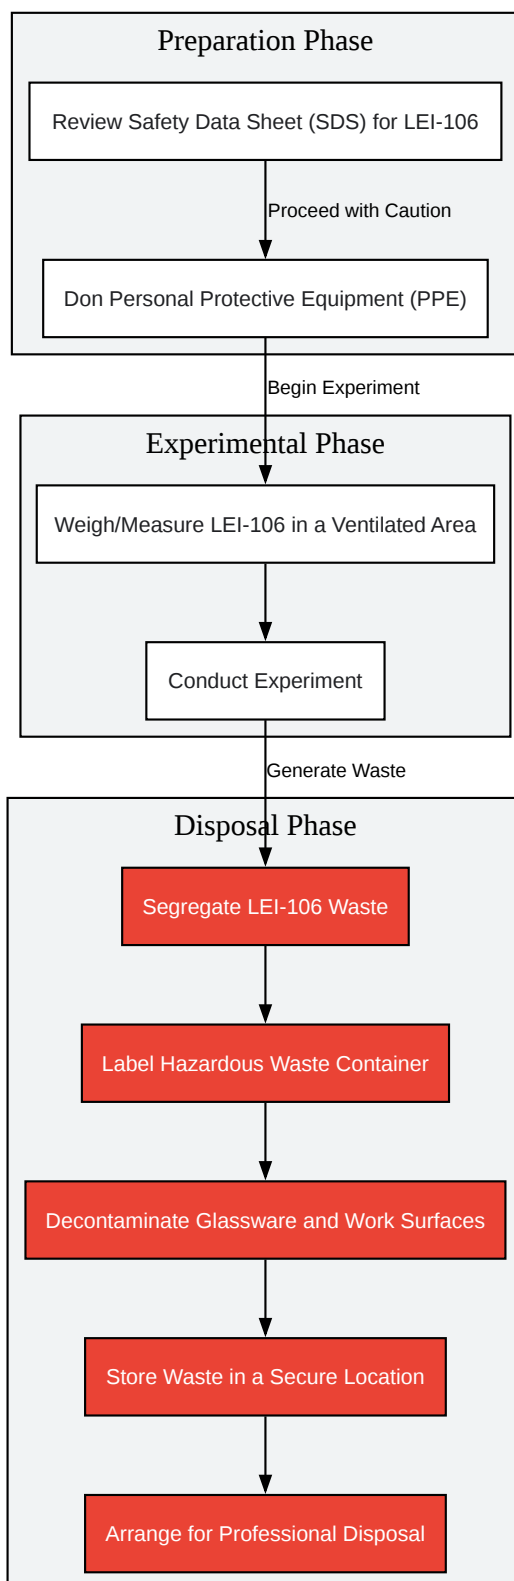 Preparation Phase
Review Safety Data Sheet (SDS) for LEI-106
Proceed with Caution
Don Personal Protective Equipment (PPE)
Begin Experiment
Experimental Phase
Weigh/Measure LEI-106 in a Ventilated Area
Conduct Experiment
Generate Waste
Disposal Phase
Segregate LEI-106 Waste
Label Hazardous Waste Container
Decontaminate Glassware and Work Surfaces
Store Waste in a Secure Location
Arrange for Professional Disposal